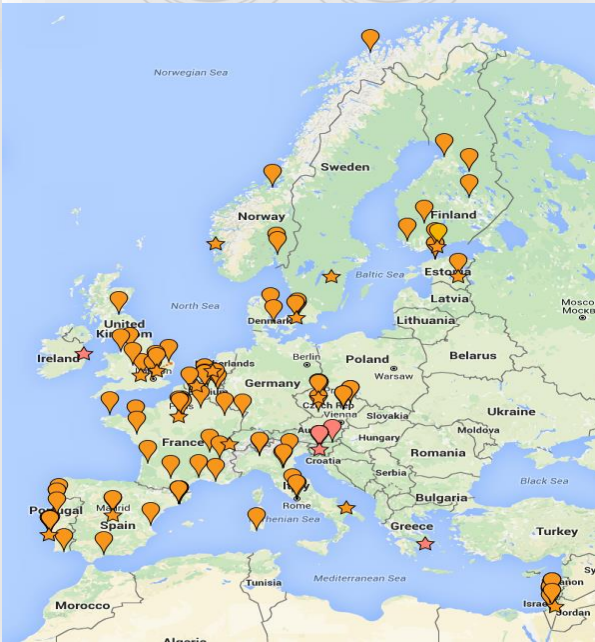 Norwegian Sea
Sweden
Finland
Norway
Baltic Sea
Estonia
Latvia
Lithuania
North Sea
Denmark
United
Kingdom
Ireland
Berlin
Poland
Warsaw
Belarus
Germany
Czech Rep
Slovakia
Vienna
Ukraine
Moldova
Hungary
France
Croatia
Romania
Serbia
Bulgaria
Black Sea
Italy
Rome
Portugal
Madrid
Spain
Greece
Turkey
Mediterranean Sea
Tunisia
Morocco
Israel
Jordan